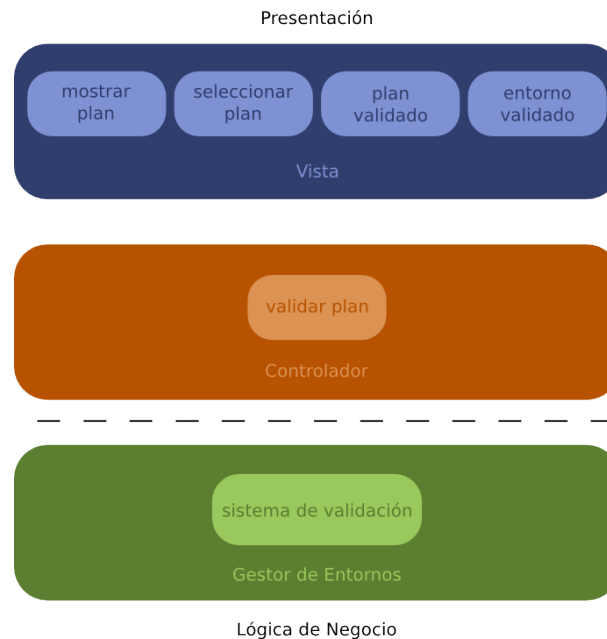 Presentación
mostrar
plan
seleccionar
plan
plan
validado
entorno
validado
Vista
validar plan
Controlador
sistema de validación
Gestor de Entornos
Lógica de Negocio